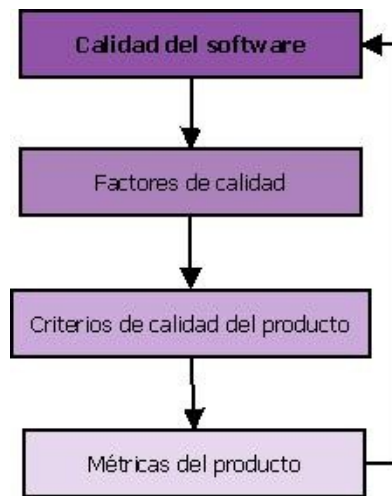 Calidad del software
Factores de calidad
Criterios de calidad del producto
Métricas del producto